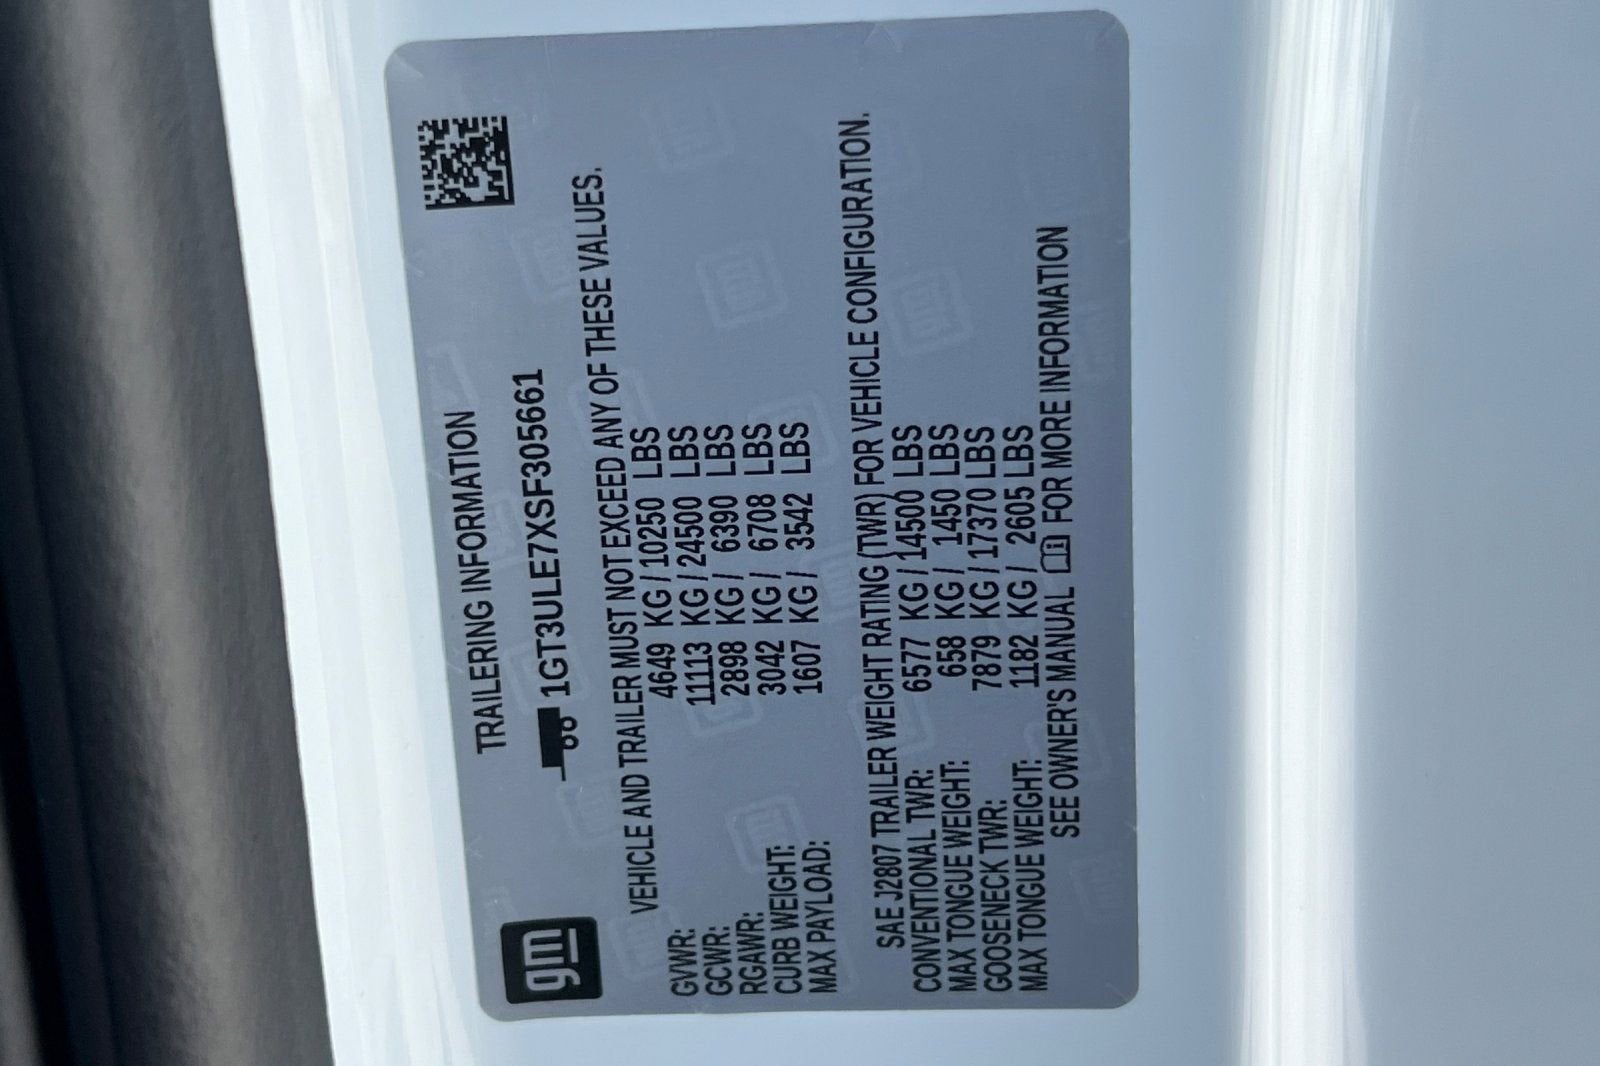 gm
TRAILERING INFORMATION
1GT3ULE7XSF305661
VEHICLE AND TRAILER MUST NOT EXCEED ANY OF THESE VALUES.
GVWR: 4649 KG / 10250 LBS
GCWR: 11113 KG / 24500 LBS
RGAWR: 2898 KG / 6390 LBS
CURB WEIGHT: 3042 KG / 6708 LBS
MAX PAYLOAD: 1607 KG / 3542 LBS
SAE J2807 TRAILER WEIGHT RATING (TWR) FOR VEHICLE CONFIGURATION.
CONVENTIONAL TWR: 6577 KG / 14500 LBS
MAX TONGUE WEIGHT: 658 KG / 1450 LBS
GOOSENECK TWR: 7879 KG / 17370 LBS
MAX TONGUE WEIGHT: 1182 KG / 2605 LBS
SEE OWNER'S MANUAL FOR MORE INFORMATION